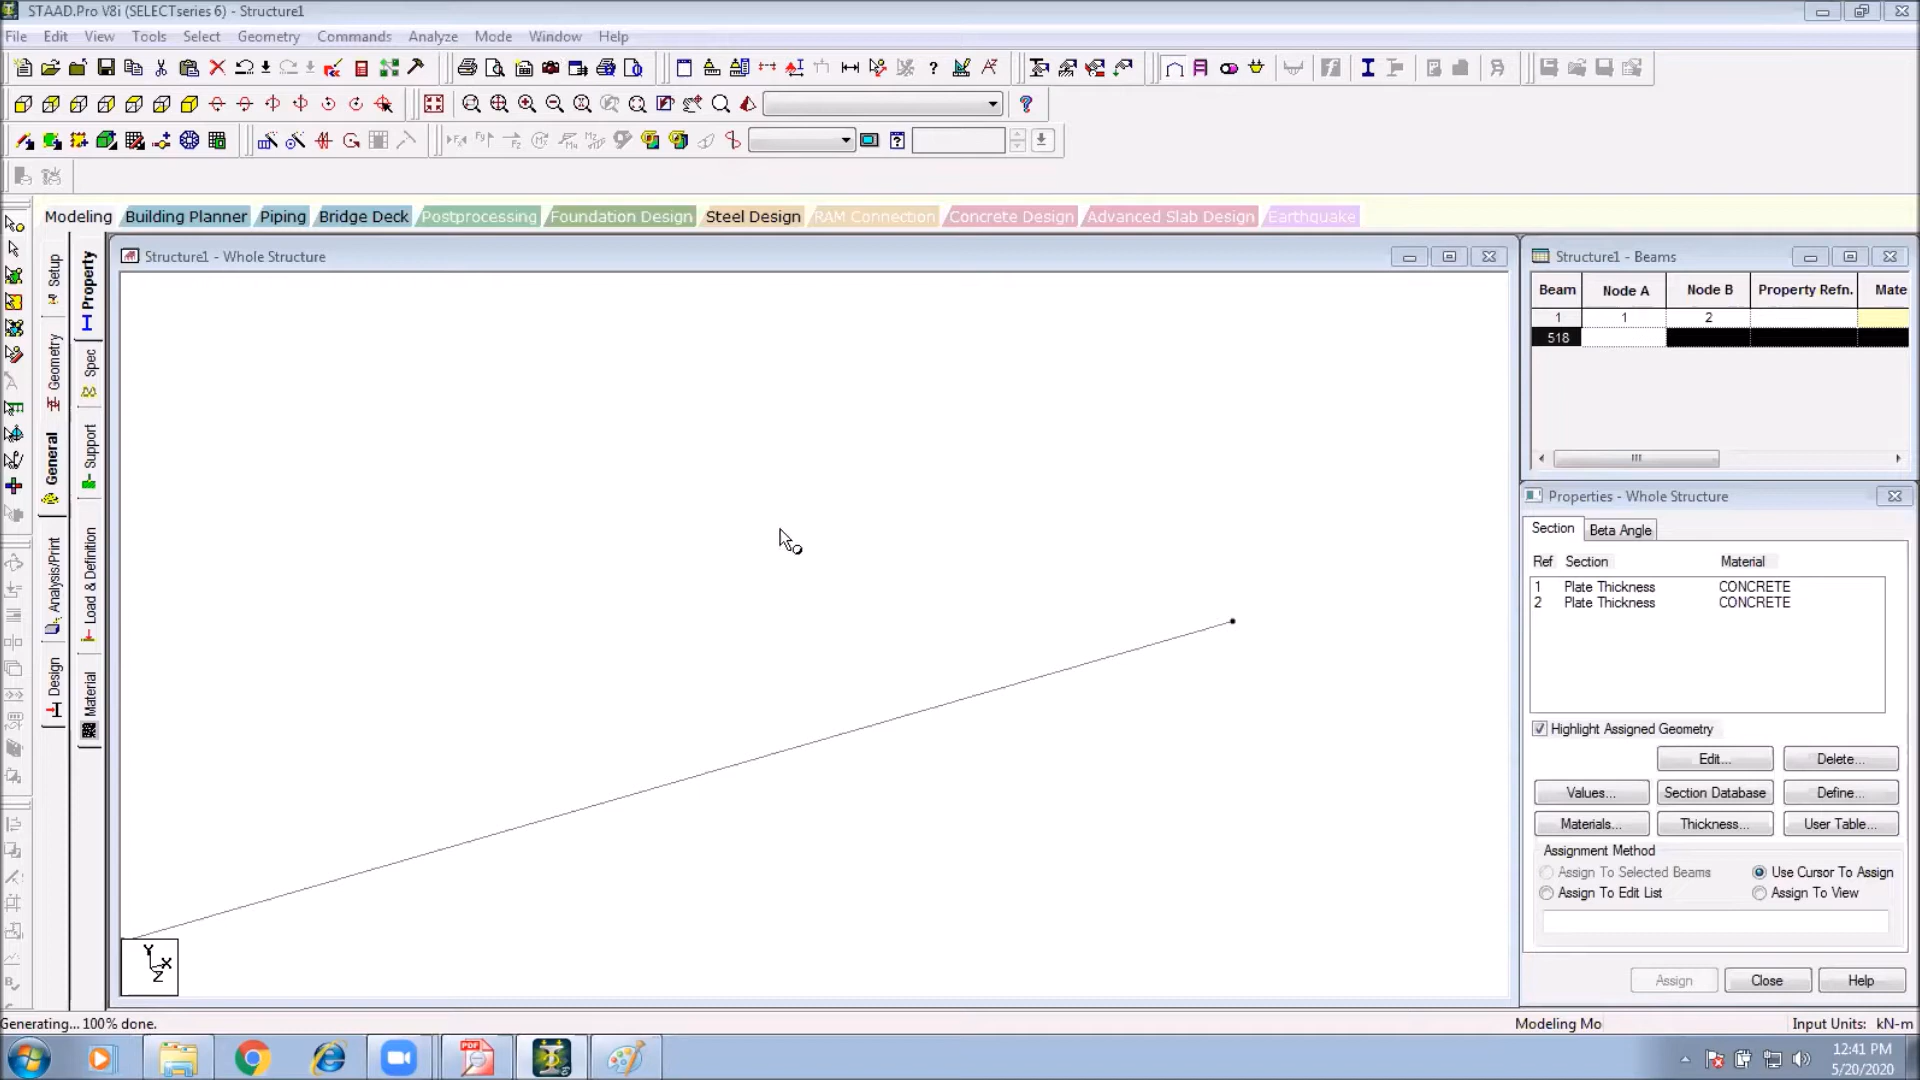 STAAD.Pro V8i (SELECTseries 6) - Structure1
File Edit View Tools Select Geometry Commands Analyze Mode Window Help
Modeling Building Planner Piping Bridge Deck Postprocessing Foundation Design Steel Design RAM Connection Concrete Design Advanced Slab Design Earthquake
Setup
Geometry
General
Analysis/Print
Design
Property
Spec
Support
Load & Definition
Material
Structure1 - Whole Structure
Y
X
Z
Structure1 - Beams
Beam Node A Node B Property Refn. Mate
1 1 2
518
Properties - Whole Structure
Section Beta Angle
Ref Section Material
1 Plate Thickness CONCRETE
2 Plate Thickness CONCRETE
Highlight Assigned Geometry
Edit... Delete...
Values... Section Database Define...
Materials... Thickness... User Table...
Assignment Method
Assign To Selected Beams Use Cursor To Assign
Assign To Edit List Assign To View
Assign Close Help
Generating... 100% done.
Modeling Mo
Input Units: kN-m
12:41 PM
5/20/2020